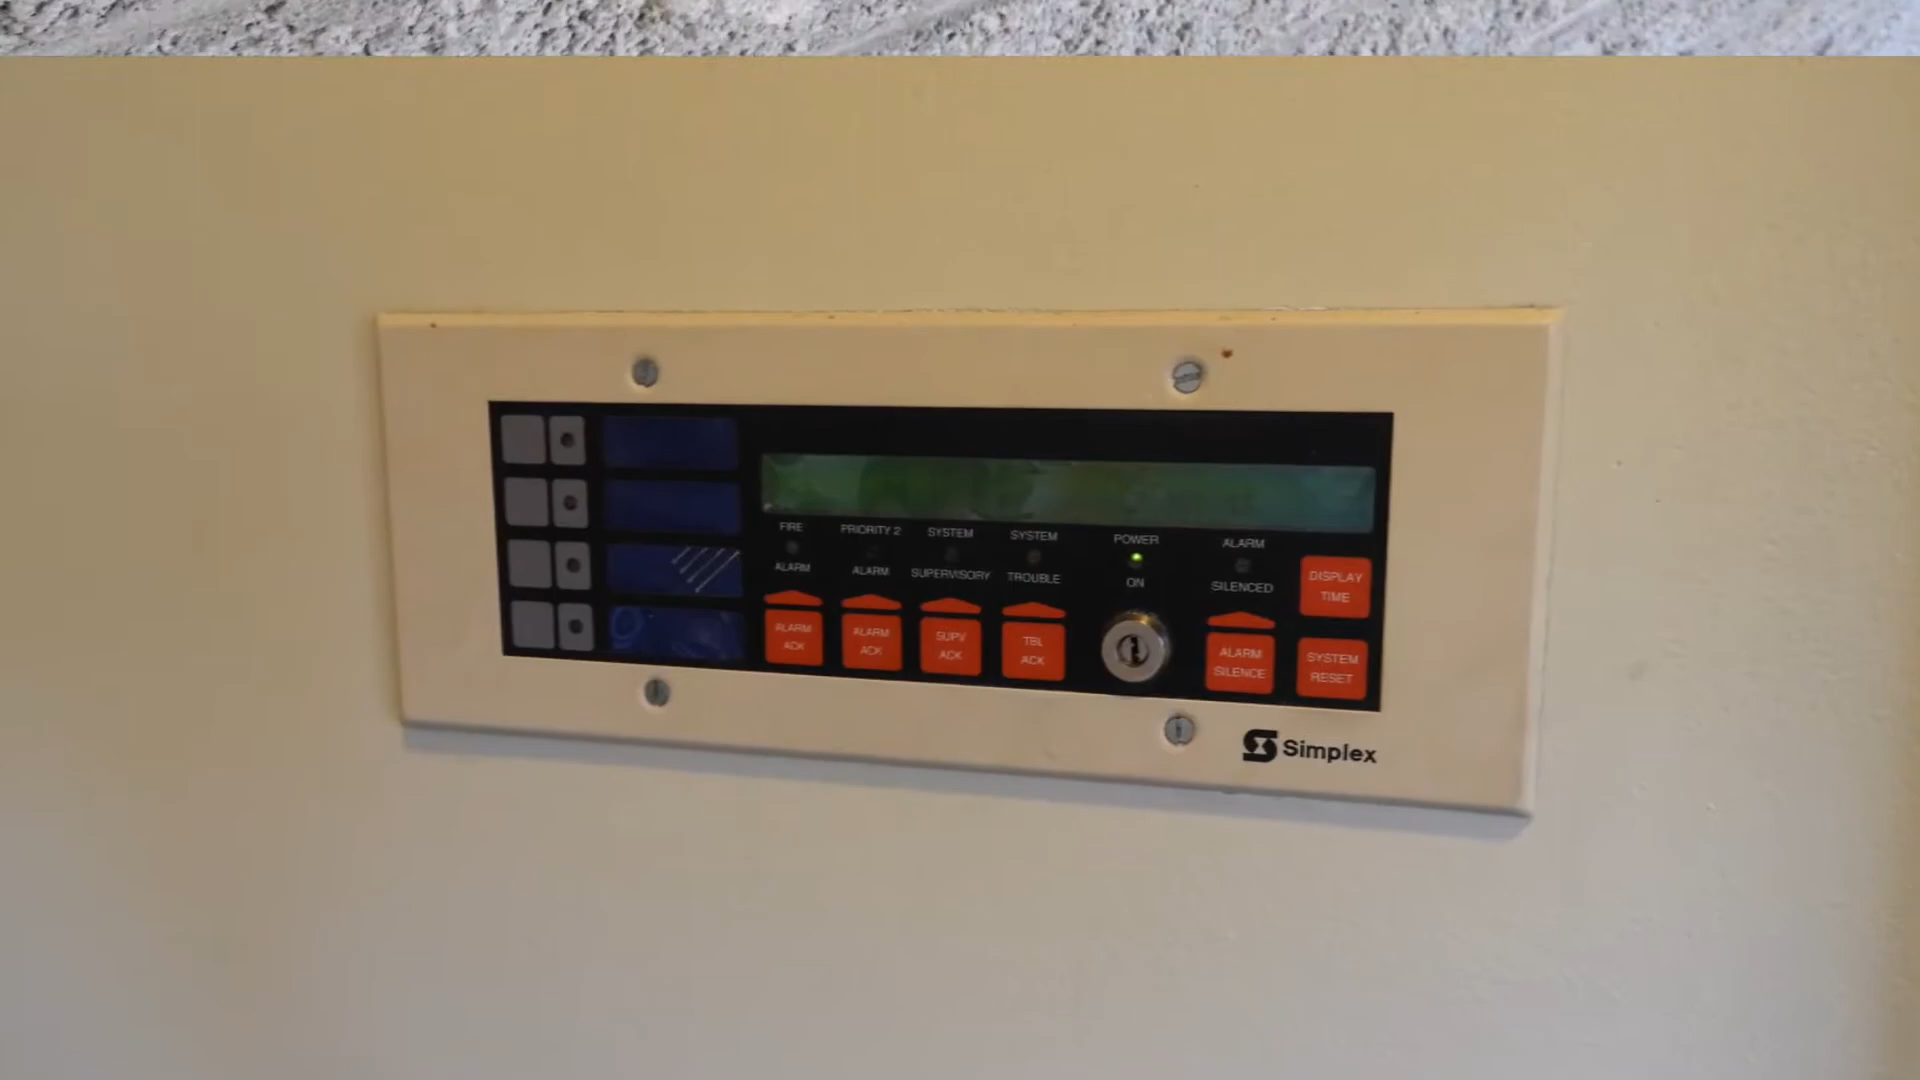 FIRE
ALARM
PRIORITY 2
ALARM
SYSTEM
SUPERVISORY
SYSTEM
TROUBLE
POWER
ON
ALARM
SILENCED
DISPLAY
TIME
ALARM
ACK
ALARM
ACK
SUPV
ACK
TBL
ACK
ALARM
SILENCE
SYSTEM
RESET
Simplex